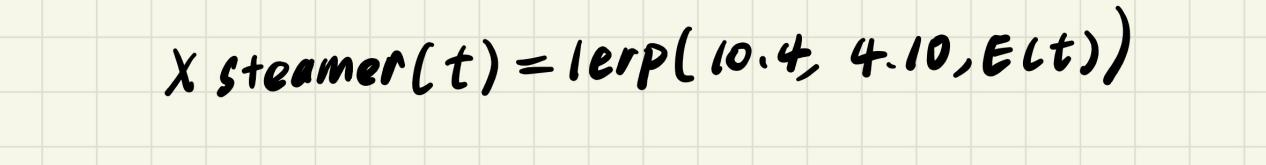 X steamer(t) = lerp( 10.4, 4.10, E(t))